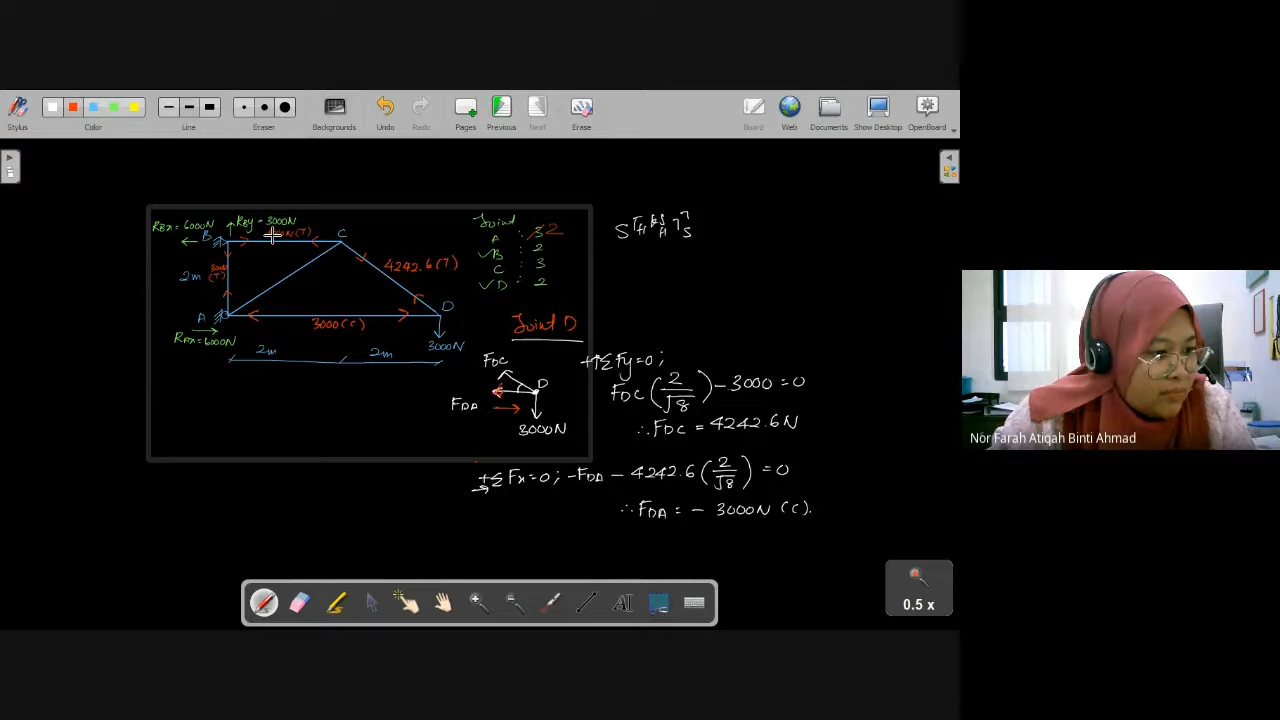 Stylus Color Line Eraser Backgrounds Undo Redo Pages Previous Next Erase Board Web Documents Show Desktop OpenBoard
RBx = 6000N
RBy = 3000N
B
N(T)
C
2m
(T)
4242.6 (T)
A
3000 (C)
D
RAx = 6000N
3000N
2m 2m
Joint
A : 3 2
B : 2
C : 3
D : 2
Joint D
FDC
D
FDA
3000N
+↑ΣFy=0;
FDC (2/√8) - 3000 = 0
∴ FDC = 4242.6 N
+→ΣFx=0; -FDA - 4242.6 (2/√8) = 0
∴ FDA = - 3000N (C).
Nor Farah Atiqah Binti Ahmad
0.5 x